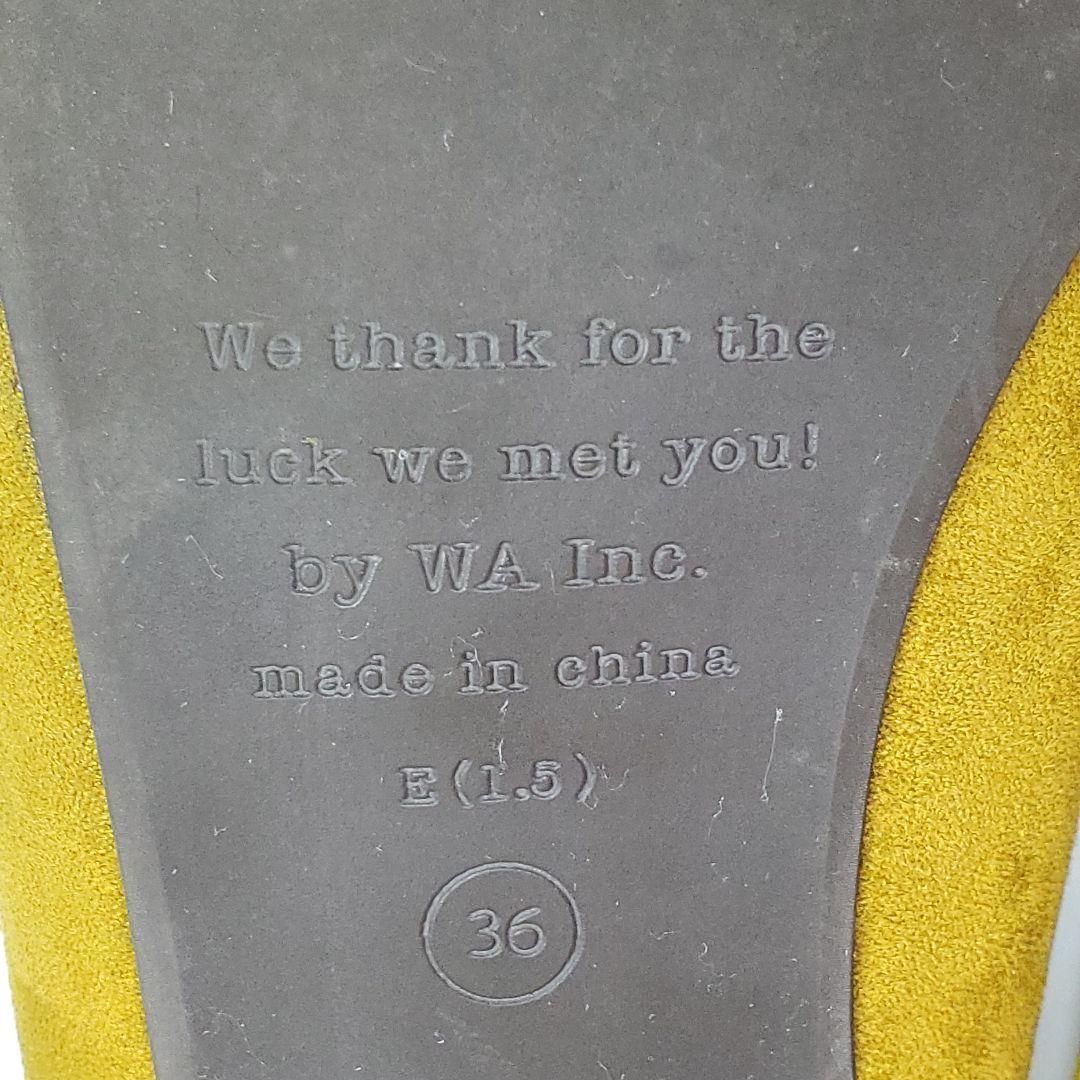 We thank for the
luck we met you!
by WA Inc.
made in china
E(1.5)
36